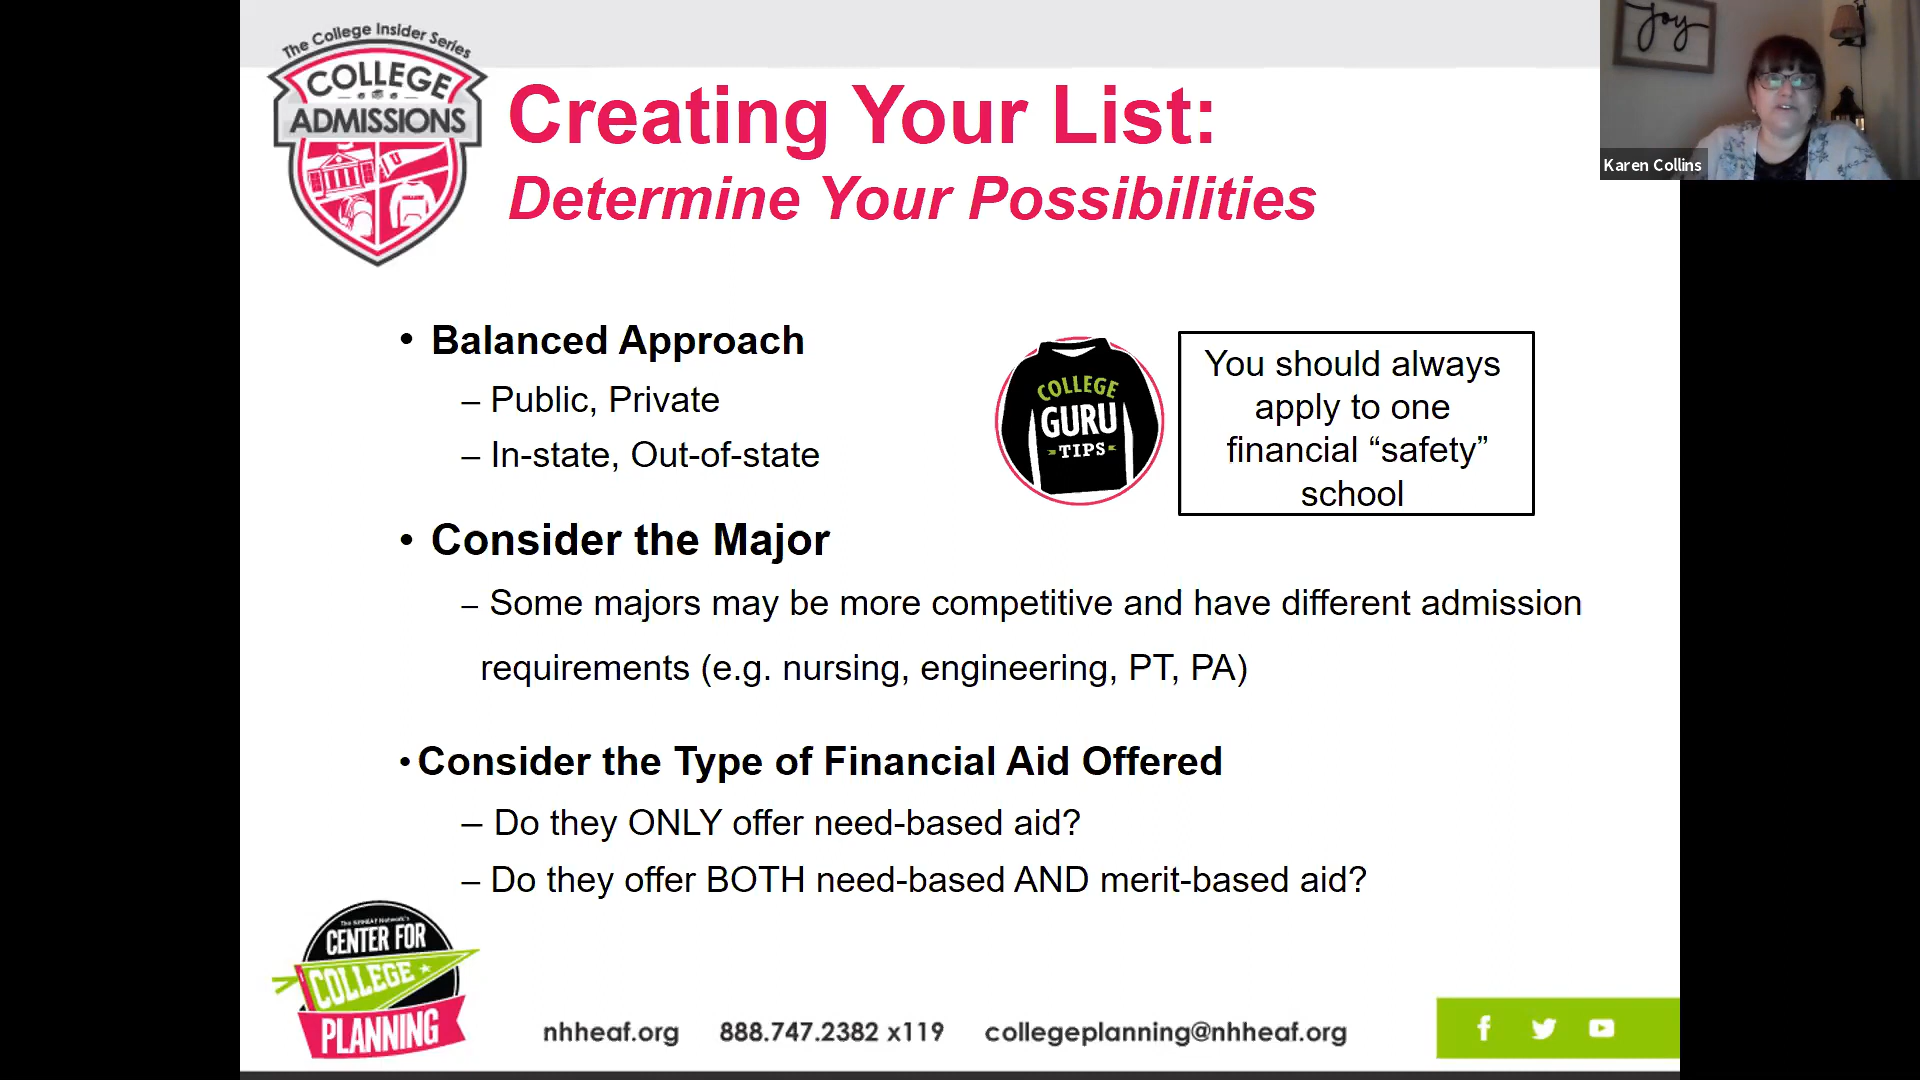 The College Insider Series
COLLEGE
ADMISSIONS
Creating Your List:
Determine Your Possibilities
joy
Karen Collins
• Balanced Approach
– Public, Private
– In-state, Out-of-state
COLLEGE
GURU
TIPS
You should always
apply to one
financial “safety”
school
• Consider the Major
– Some majors may be more competitive and have different admission
requirements (e.g. nursing, engineering, PT, PA)
• Consider the Type of Financial Aid Offered
– Do they ONLY offer need-based aid?
– Do they offer BOTH need-based AND merit-based aid?
The NHHEAF Network's
CENTER FOR
COLLEGE
PLANNING
nhheaf.org 888.747.2382 x119 collegeplanning@nhheaf.org